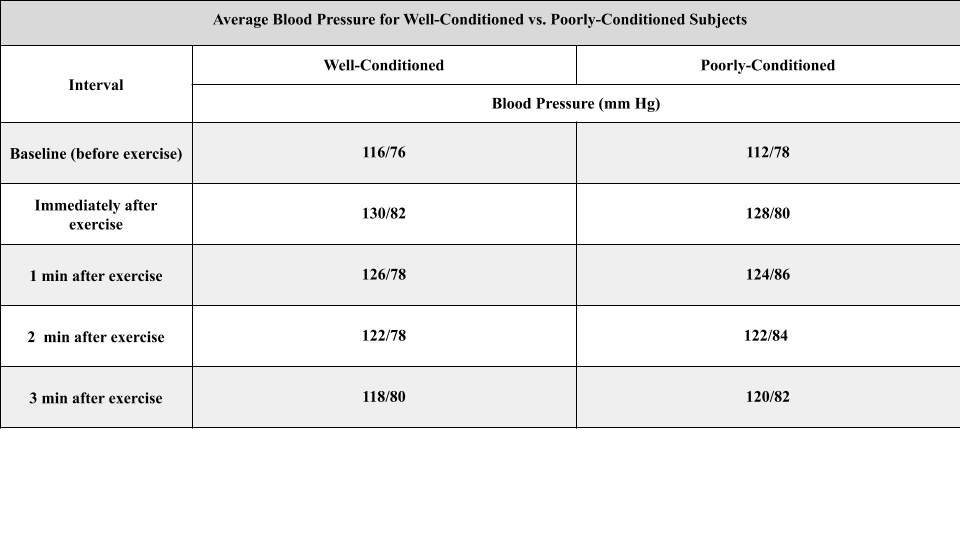 Average Blood Pressure for Well-Conditioned vs. Poorly-Conditioned Subjects
Interval
Well-Conditioned
Poorly-Conditioned
Blood Pressure (mm Hg)
Baseline (before exercise)
116/76
112/78
Immediately after
exercise
130/82
128/80
1 min after exercise
126/78
124/86
2  min after exercise
122/78
122/84
3 min after exercise
118/80
120/82